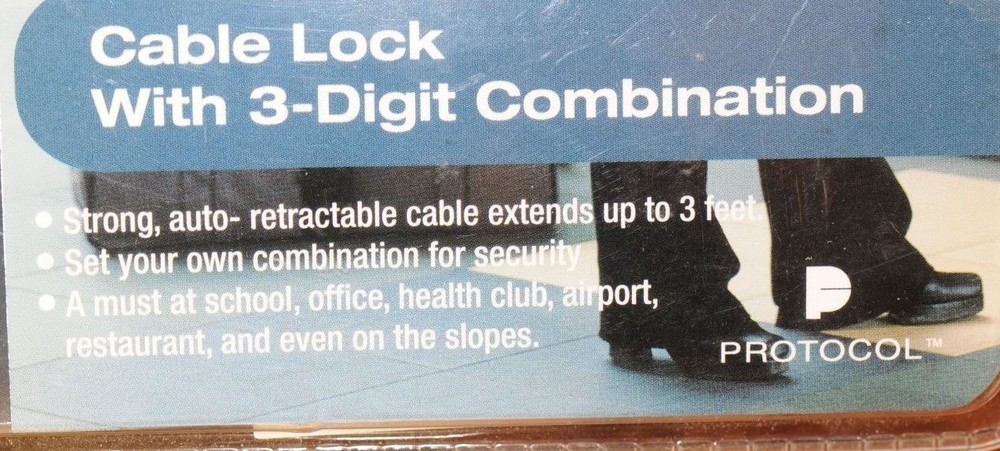 Cable Lock
With 3-Digit Combination
• Strong, auto- retractable cable extends up to 3 feet.
• Set your own combination for security
• A must at school, office, health club, airport,
restaurant, and even on the slopes.
PROTOCOL™